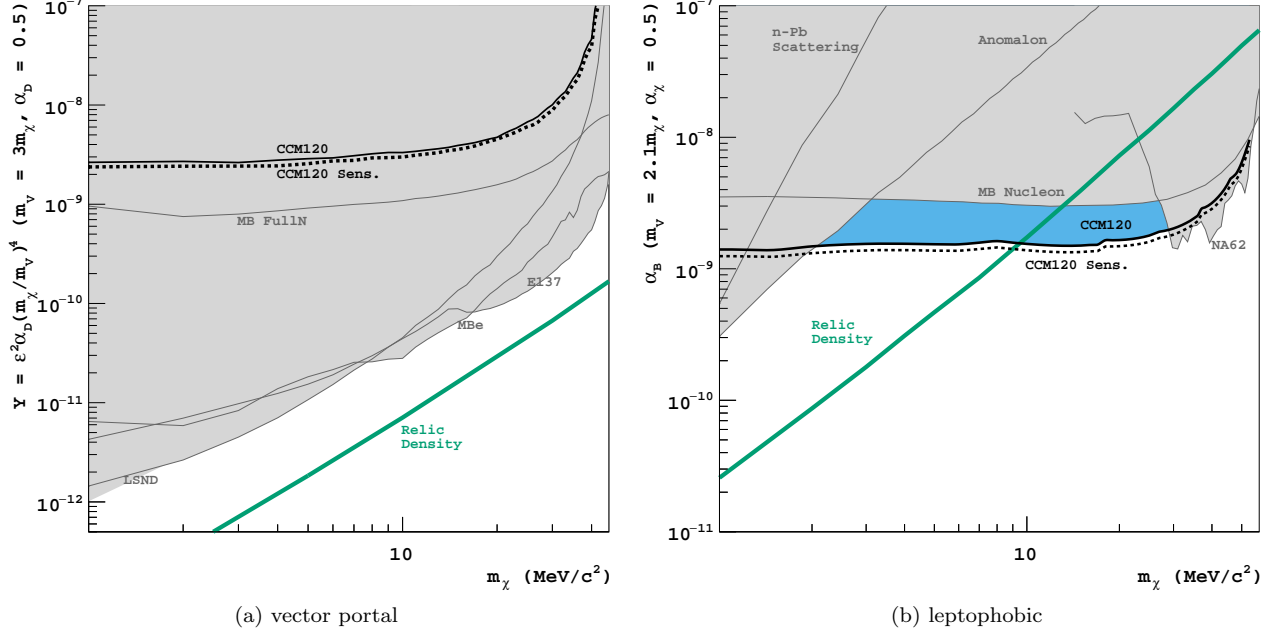 Y = ε²α_D(m_χ/m_V)⁴ (m_V = 3m_χ, α_D = 0.5)
10⁻⁷
10⁻⁸
10⁻⁹
10⁻¹⁰
10⁻¹¹
10⁻¹²
CCM120
CCM120 Sens.
MB FullN
E137
MBe
LSND
Relic
Density
10
m_χ (MeV/c²)
(a) vector portal
α_B (m_V = 2.1m_χ, α_χ = 0.5)
10⁻⁷
10⁻⁸
10⁻⁹
10⁻¹⁰
10⁻¹¹
n-Pb
Scattering
Anomalon
MB Nucleon
CCM120
NA62
CCM120 Sens.
Relic
Density
10
m_χ (MeV/c²)
(b) leptophobic